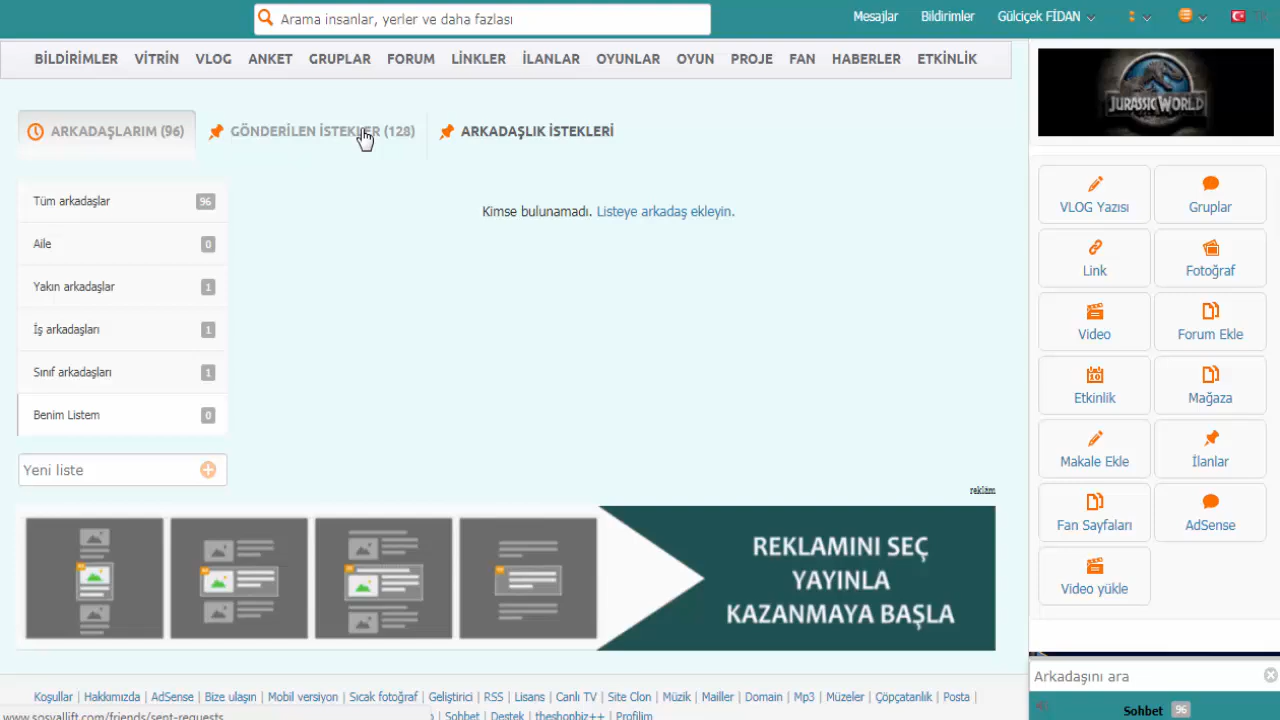 Arama insanlar, yerler ve daha fazlası
Mesajlar Bildirimler Gülciçek FİDAN
BİLDİRİMLER VİTRİN VLOG ANKET GRUPLAR FORUM LİNKLER İLANLAR OYUNLAR OYUN PROJE FAN HABERLER ETKİNLİK
JURASSIC WORLD
ARKADAŞLARIM (96) GÖNDERİLEN İSTEKLER (128) ARKADAŞLIK İSTEKLERİ
Tüm arkadaşlar 96
Aile 0
Yakın arkadaşlar 1
İş arkadaşları 1
Sınıf arkadaşları 1
Benim Listem 0
Yeni liste
Kimse bulunamadı. Listeye arkadaş ekleyin.
VLOG Yazısı Gruplar
Link Fotoğraf
Video Forum Ekle
Etkinlik Mağaza
Makale Ekle İlanlar
Fan Sayfaları AdSense
Video yükle
reklam
REKLAMINI SEÇ
YAYINLA
KAZANMAYA BAŞLA
Arkadaşını ara
Sohbet 96
Koşullar | Hakkımızda | AdSense | Bize ulaşın | Mobil versiyon | Sıcak fotoğraf | Geliştirici | RSS | Lisans | Canlı TV | Site Clon | Müzik | Mailler | Domain | Mp3 | Müzeler | Çöpçatanlık | Posta |
| Sohbet | Destek | theshopbiz++ | Profilim
www.sosyallift.com/friends/sent-requests